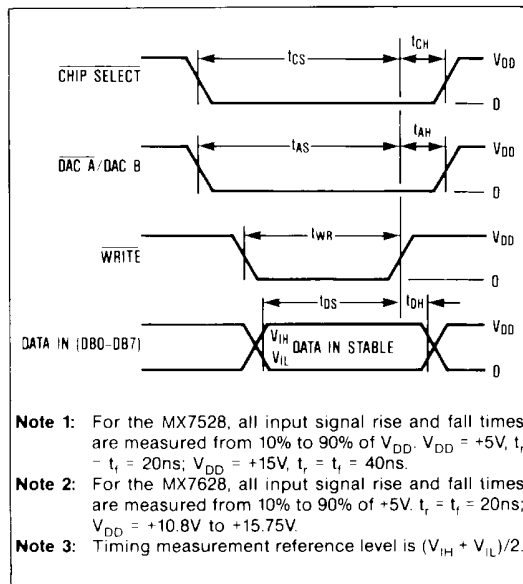 tCS
tCH
CHIP SELECT
VDD
0
tAS
tAH
DAC A/DAC B
VDD
0
tWR
WRITE
VDD
0
tDS
tDH
DATA IN (DB0-DB7)
VIH
VIL
DATA IN STABLE
VDD
0
Note 1: For the MX7528, all input signal rise and fall times
are measured from 10% to 90% of VDD. VDD = +5V, tr
= tf = 20ns; VDD = +15V, tr = tf = 40ns.
Note 2: For the MX7628, all input signal rise and fall times
are measured from 10% to 90% of +5V. tr = tf = 20ns;
VDD = +10.8V to +15.75V.
Note 3: Timing measurement reference level is (VIH + VIL)/2.